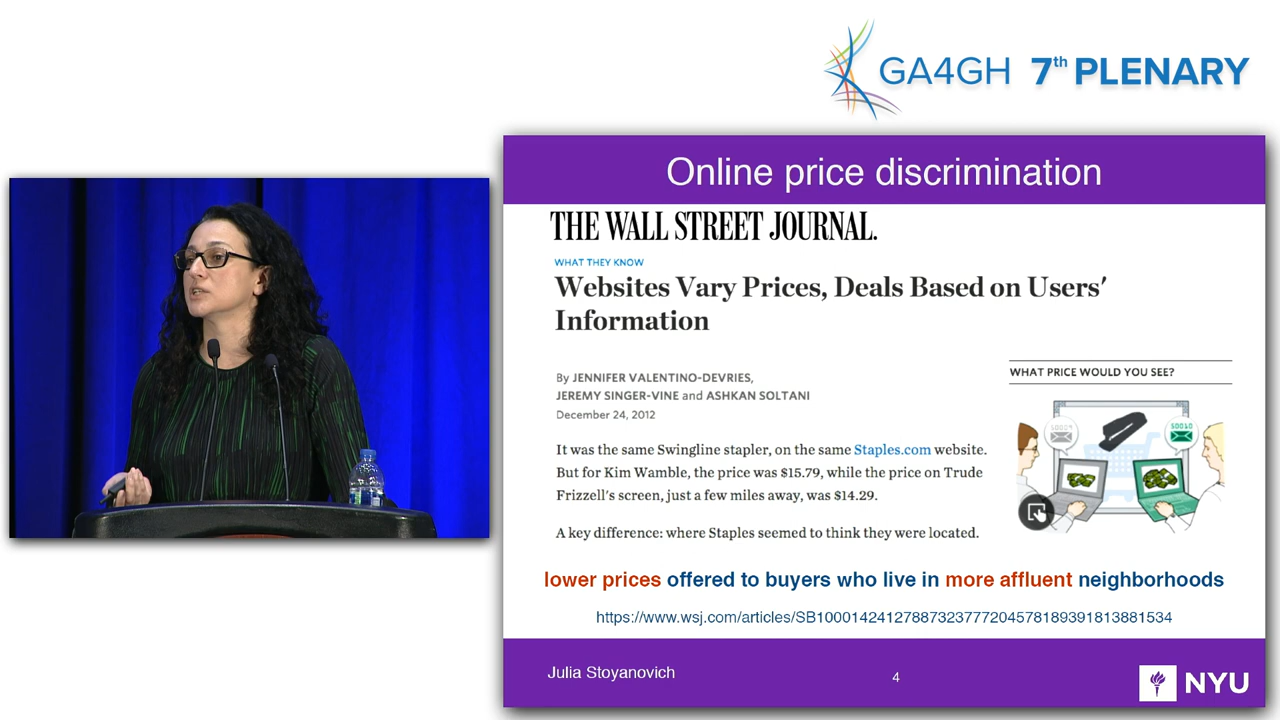 GA4GH 7th PLENARY
Online price discrimination
THE WALL STREET JOURNAL.
WHAT THEY KNOW
Websites Vary Prices, Deals Based on Users'
Information
By JENNIFER VALENTINO-DEVRIES,
JEREMY SINGER-VINE and ASHKAN SOLTANI
December 24, 2012
It was the same Swingline stapler, on the same Staples.com website.
But for Kim Wamble, the price was $15.79, while the price on Trude
Frizzell's screen, just a few miles away, was $14.29.
A key difference: where Staples seemed to think they were located.
WHAT PRICE WOULD YOU SEE?
lower prices offered to buyers who live in more affluent neighborhoods
https://www.wsj.com/articles/SB10001424127887323777204578189391813881534
Julia Stoyanovich
4
NYU